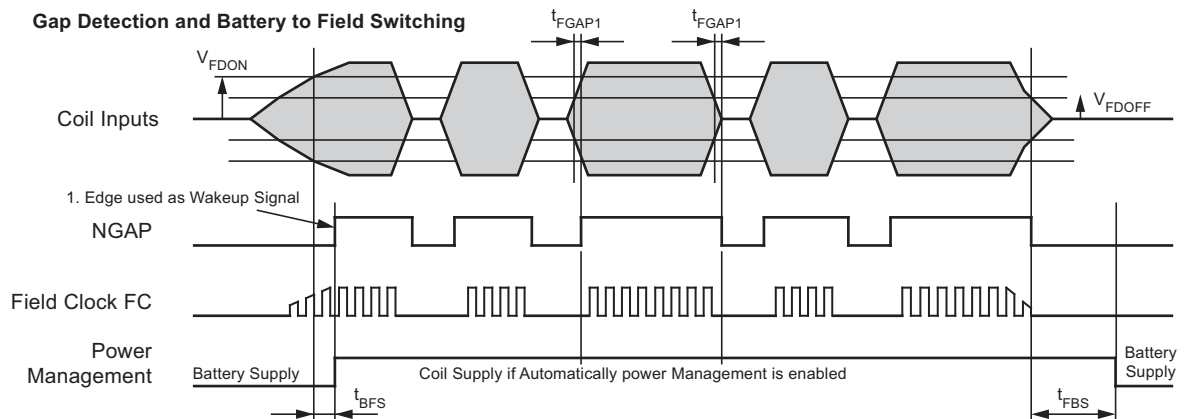 Gap Detection and Battery to Field Switching
tFGAP1
tFGAP1
VFDON
Coil Inputs
VFDOFF
1. Edge used as Wakeup Signal
NGAP
Field Clock FC
Power
Management
Battery Supply
Coil Supply if Automatically power Management is enabled
Battery
Supply
tBFS
tFBS